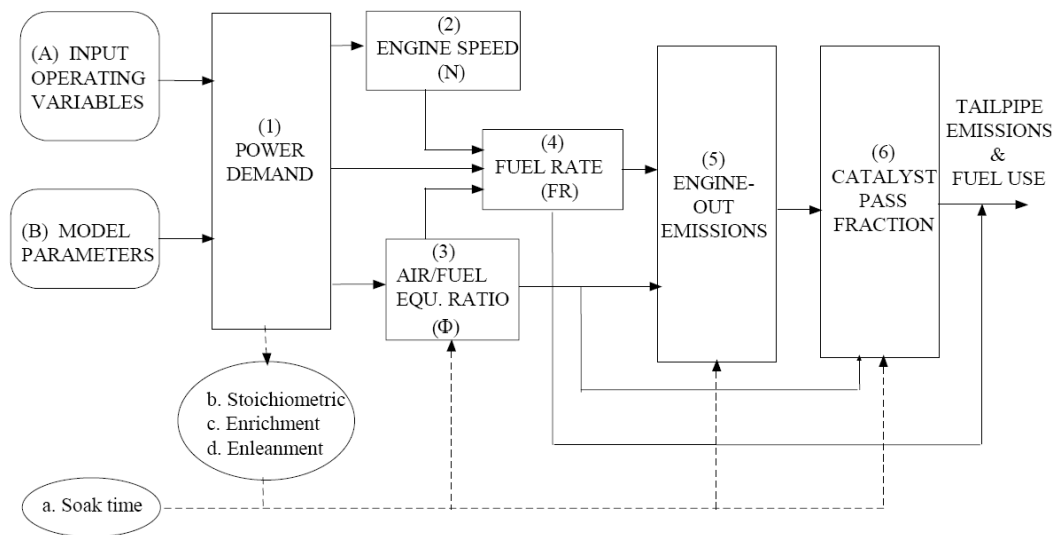 (A) INPUT
OPERATING
VARIABLES
(B) MODEL
PARAMETERS
(1)
POWER
DEMAND
(2)
ENGINE SPEED
(N)
(3)
AIR/FUEL
EQU. RATIO
(Φ)
(4)
FUEL RATE
(FR)
(5)
ENGINE-
OUT
EMISSIONS
(6)
CATALYST
PASS
FRACTION
TAILPIPE
EMISSIONS
&
FUEL USE
b. Stoichiometric
c. Enrichment
d. Enleanment
a. Soak time